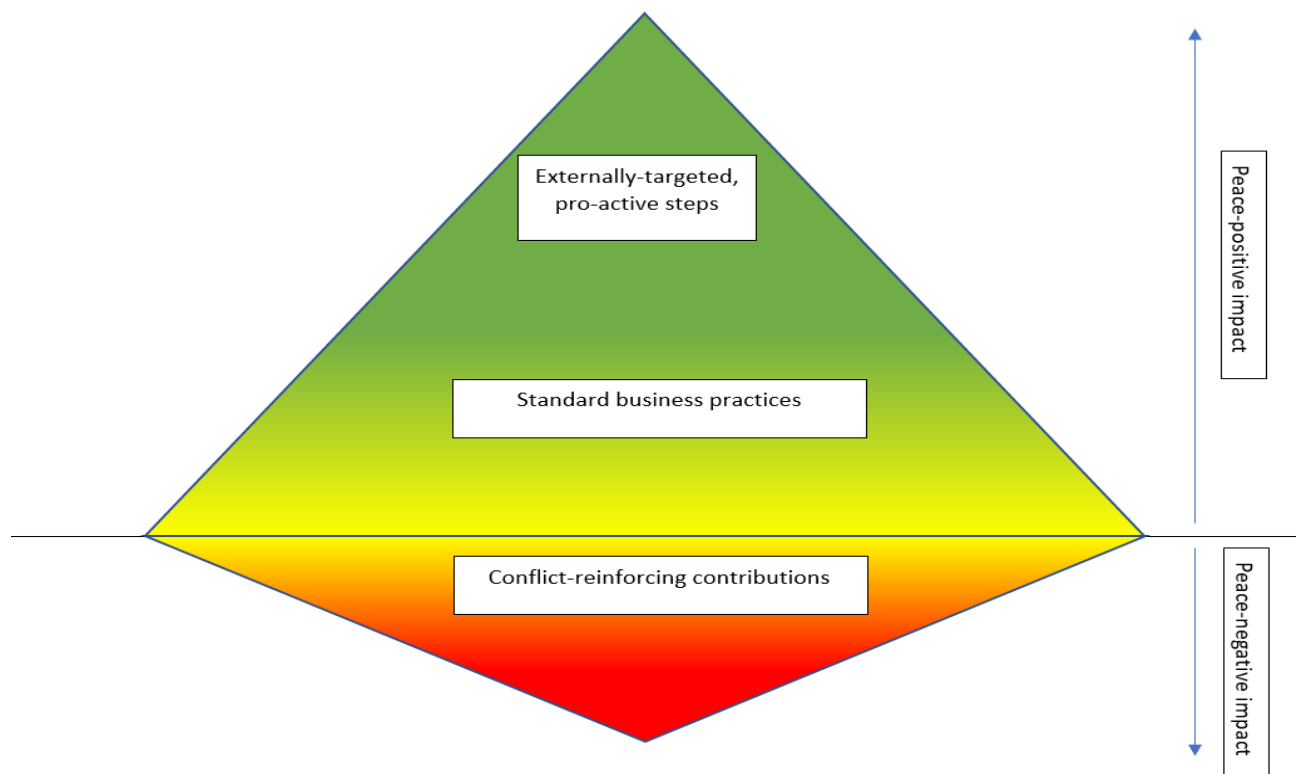 Externally-targeted,
pro-active steps
Peace-positive impact
Standard business practices
Conflict-reinforcing contributions
Peace-negative impact